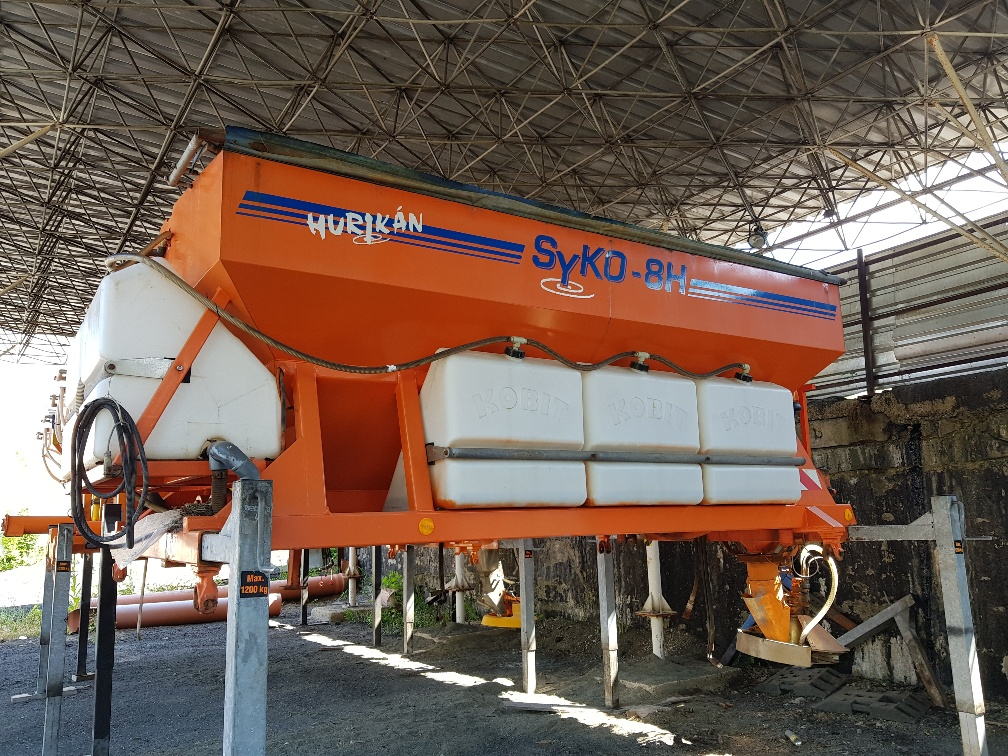 HURIKÁN
SYKO-8H
KOBIT
KOBIT
KOBIT
Max.
1200 kg